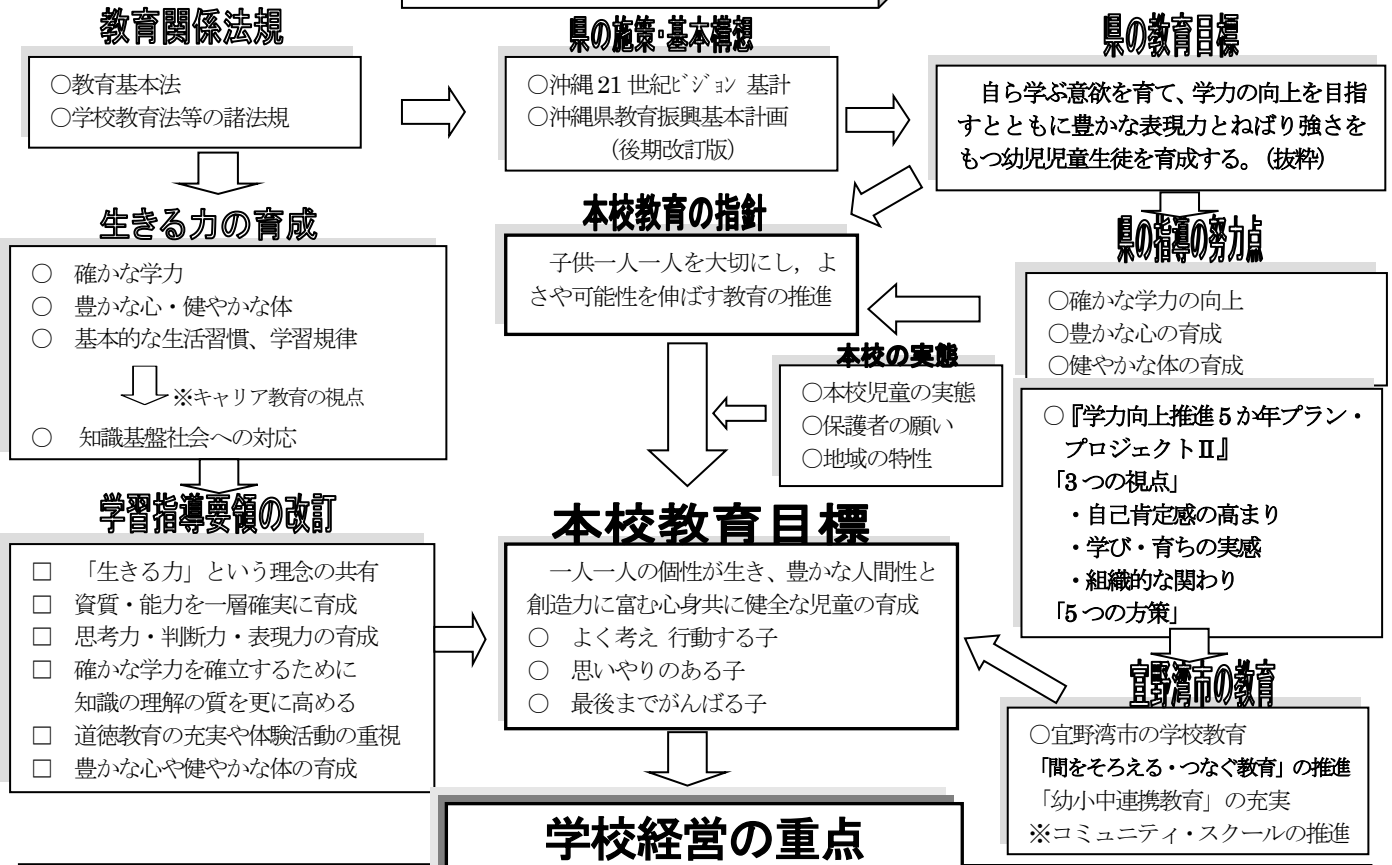 教育関係法規
○教育基本法
○学校教育法等の諸法規
県の施策・基本構想
○沖縄21世紀ビジョン 基計
○沖縄県教育振興基本計画
(後期改訂版)
県の教育目標
自ら学ぶ意欲を育て、学力の向上を目指
すとともに豊かな表現力とねばり強さを
もつ幼児児童生徒を育成する。(抜粋)
生きる力の育成
○ 確かな学力
○ 豊かな心・健やかな体
○ 基本的な生活習慣、学習規律
※キャリア教育の視点
○ 知識基盤社会への対応
本校教育の指針
子供一人一人を大切にし，よ
さや可能性を伸ばす教育の推進
県の指導の努力点
○確かな学力の向上
○豊かな心の育成
○健やかな体の育成
○『学力向上推進5か年プラン・
プロジェクトⅡ』
「3つの視点」
・自己肯定感の高まり
・学び・育ちの実感
・組織的な関わり
「5つの方策」
本校の実態
○本校児童の実態
○保護者の願い
○地域の特性
学習指導要領の改訂
□ 「生きる力」という理念の共有
□ 資質・能力を一層確実に育成
□ 思考力・判断力・表現力の育成
□ 確かな学力を確立するために
知識の理解の質を更に高める
□ 道徳教育の充実や体験活動の重視
□ 豊かな心や健やかな体の育成
本校教育目標
一人一人の個性が生き、豊かな人間性と
創造力に富む心身共に健全な児童の育成
○ よく考え 行動する子
○ 思いやりのある子
○ 最後までがんばる子
宜野湾市の教育
○宜野湾市の学校教育
「間をそろえる・つなぐ教育」の推進
「幼小中連携教育」の充実
※コミュニティ・スクールの推進
学校経営の重点